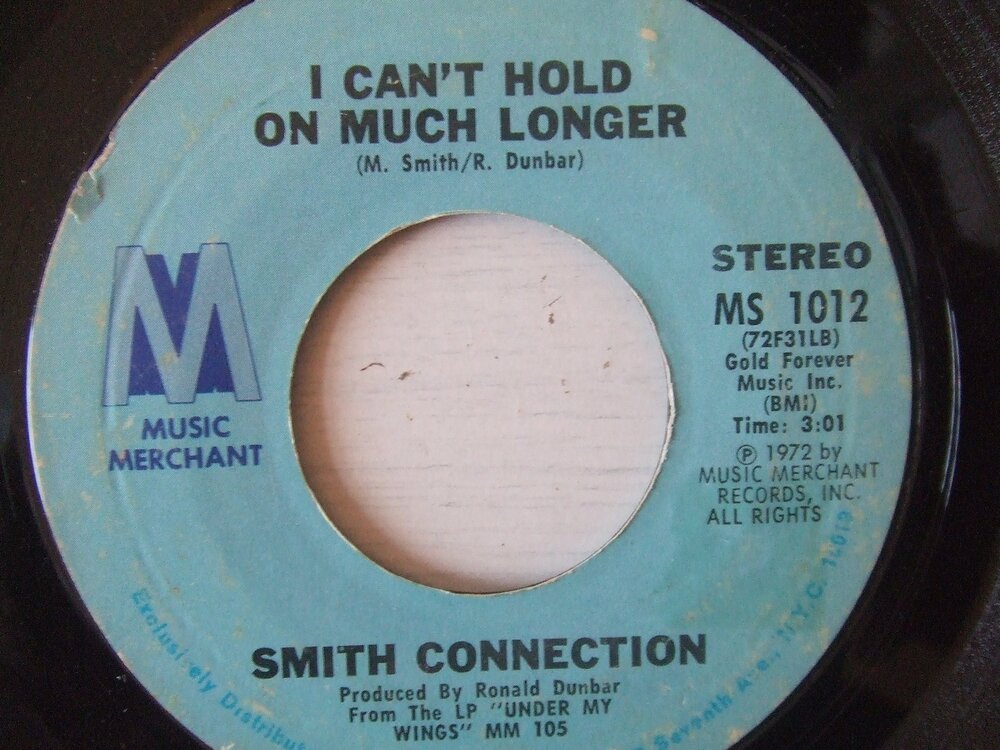 I CAN'T HOLD
ON MUCH LONGER
(M. Smith/R. Dunbar)
MUSIC
MERCHANT
STEREO
MS 1012
(72F31LB)
Gold Forever
Music Inc.
(BMI)
Time: 3:01
℗ 1972 by
MUSIC MERCHANT
RECORDS, INC.
ALL RIGHTS
SMITH CONNECTION
Produced By Ronald Dunbar
From The LP "UNDER MY
WINGS" MM 105
Exclusively Seventh Ave., N.Y.C. 10019